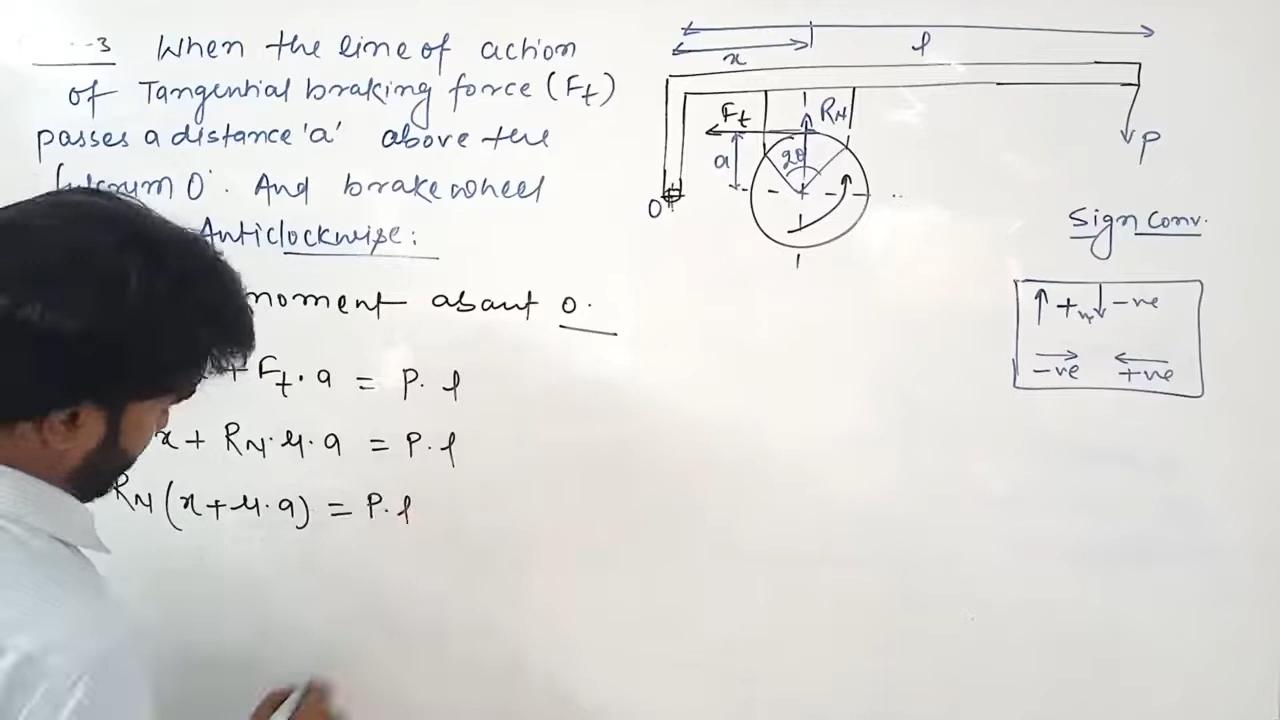 3 When the line of action
of Tangential braking force (Ft)
passes a distance 'a' above the
O. And brake wheel
Anticlockwise:
moment about O.
+ Ft.a = P.l
x + RN.μ.a = P.l
RN(x+μ.a) = P.l
l
x
Ft RN
a 2θ
P
O
Sign Conv.
↑ +ve ↓ -ve
→ ←
-ve +ve